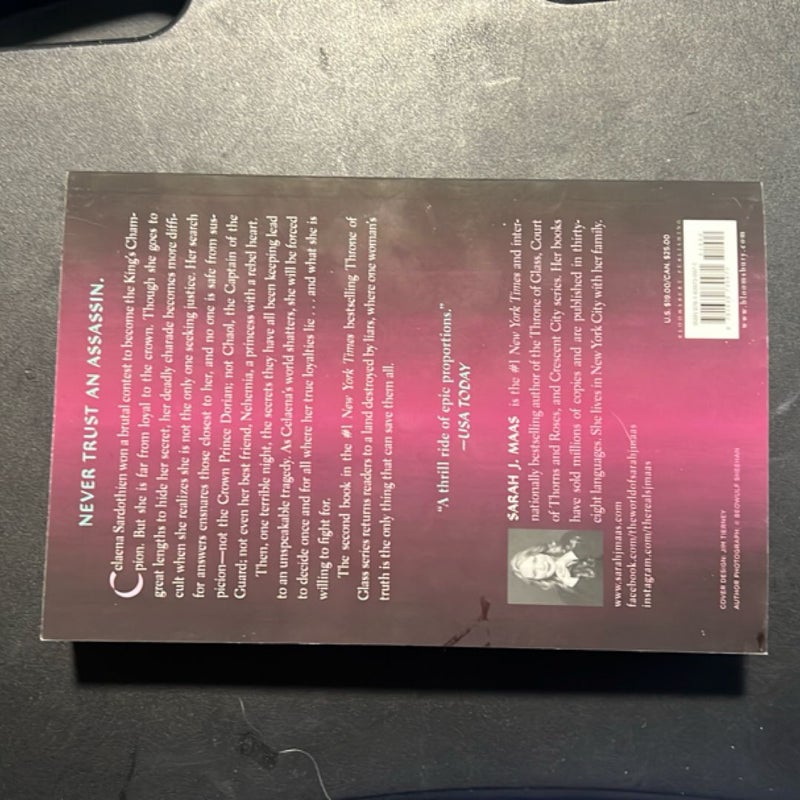 NEVER TRUST AN ASSASSIN.
Celaena Sardothien won a brutal contest to become the King's Cham-
pion. But she is far from loyal to the crown. Though she goes to
great lengths to hide her secret, her deadly charade becomes more diffi-
cult when she realizes she is not the only one seeking justice. Her search
for answers ensnares those closest to her, and no one is safe from sus-
picion—not the Crown Prince Dorian; not Chaol, the Captain of the
Guard; not even her best friend, Nehemia, a princess with a rebel heart.
Then, one terrible night, the secrets they have all been keeping lead
to an unspeakable tragedy. As Celaena's world shatters, she will be forced
to decide once and for all where her true loyalties lie . . . and what she is
willing to fight for.
The second book in the #1 New York Times bestselling Throne of
Glass series returns readers to a land destroyed by liars, where one woman's
truth is the only thing that can save them all.
"A thrill ride of epic proportions."
—USA TODAY
SARAH J. MAAS is the #1 New York Times and inter-
nationally bestselling author of the Throne of Glass, Court
of Thorns and Roses, and Crescent City series. Her books
have sold millions of copies and are published in thirty-
eight languages. She lives in New York City with her family.
www.sarahjmaas.com
facebook.com/theworldofsarahjmaas
instagram.com/therealsjmaas
COVER DESIGN: JIM TIERNEY
AUTHOR PHOTOGRAPH: © BEOWULF SHEEHAN
U.S. $19.00/CAN. $25.00
BLOOMSBURY PUBLISHING
www.bloomsbury.com